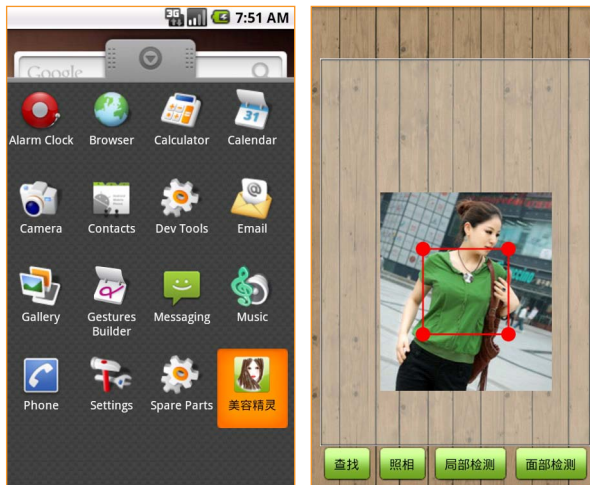 3G
7:51 AM
Google
Alarm Clock
Browser
Calculator
Calendar
31
Camera
Contacts
Dev Tools
Email
Gallery
Gestures
Builder
Messaging
Music
Phone
Settings
Spare Parts
美容精灵
查找
照相
局部检测
面部检测